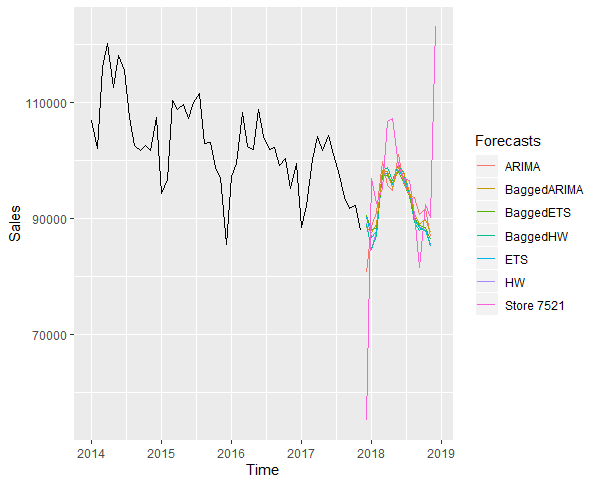 110000
90000
70000
Sales
2014 2015 2016 2017 2018 2019
Time
Forecasts
ARIMA
BaggedARIMA
BaggedETS
BaggedHW
ETS
HW
Store 7521